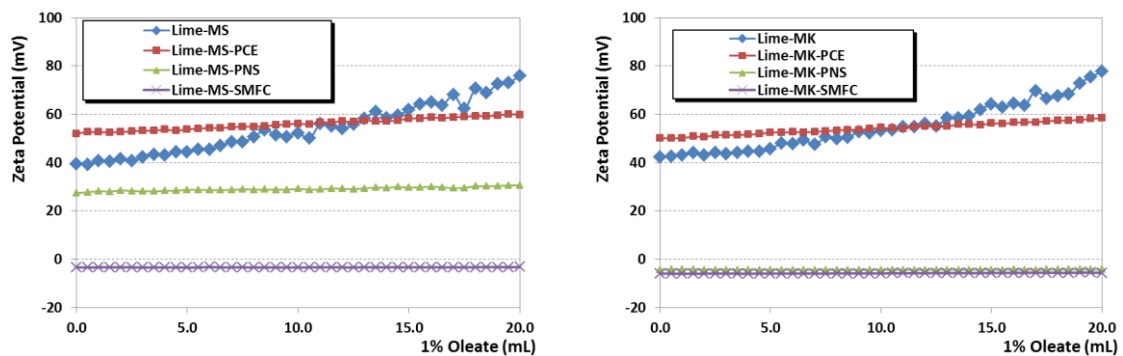 100
80
60
40
20
0
-20
Zeta Potential (mV)
Lime-MS
Lime-MS-PCE
Lime-MS-PNS
Lime-MS-SMFC
0.0 5.0 10.0 15.0 20.0
1% Oleate (mL)
100
80
60
40
20
0
-20
Zeta Potential (mV)
Lime-MK
Lime-MK-PCE
Lime-MK-PNS
Lime-MK-SMFC
0.0 5.0 10.0 15.0 20.0
1% Oleate (mL)